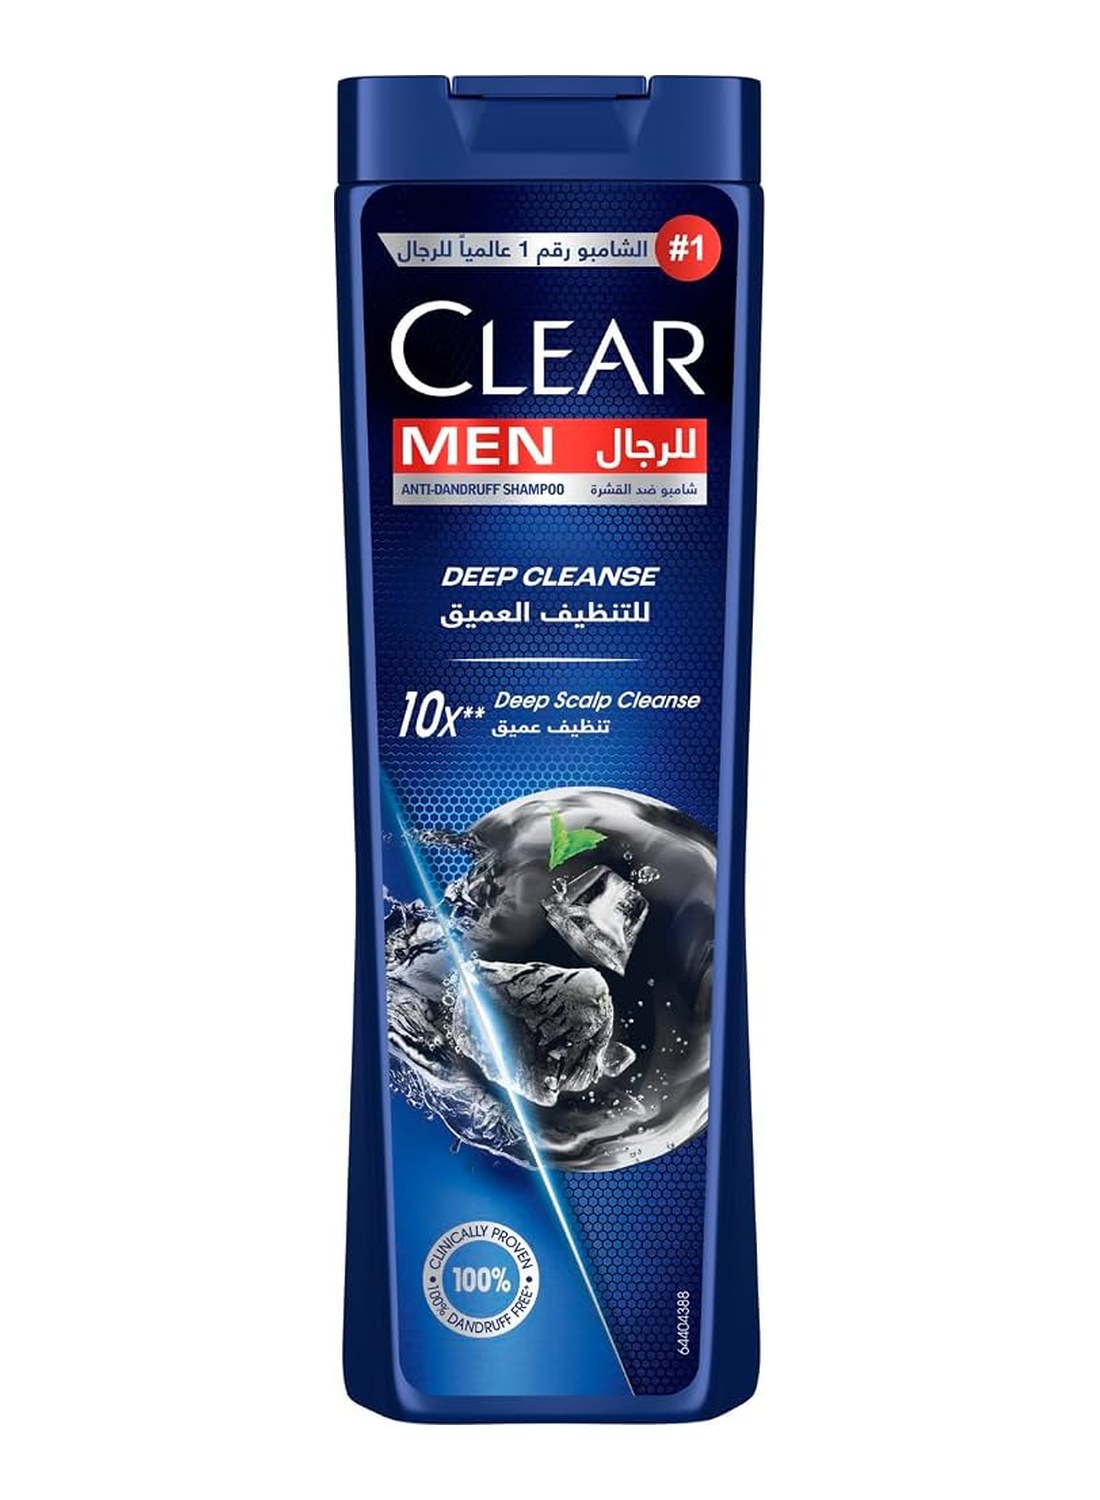 الشامبو رقم 1 عالمياً للرجال #1
CLEAR
MEN للرجال
ANTI-DANDRUFF SHAMPOO شامبو ضد القشرة
DEEP CLEANSE
للتنظيف العميق
10x** Deep Scalp Cleanse
تنظيف عميق
CLINICALLY PROVEN
100%
100% DANDRUFF FREE*
64404388